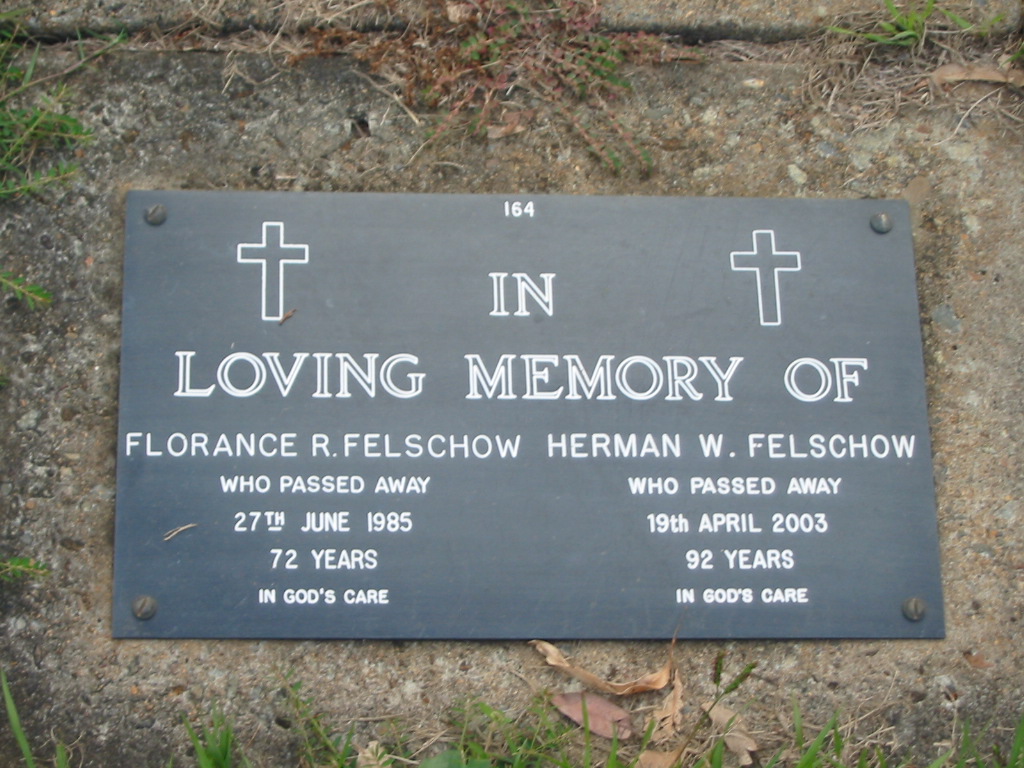 164
IN
LOVING MEMORY OF
FLORANCE R. FELSCHOW
WHO PASSED AWAY
27TH JUNE 1985
72 YEARS
IN GOD'S CARE
HERMAN W. FELSCHOW
WHO PASSED AWAY
19th APRIL 2003
92 YEARS
IN GOD'S CARE